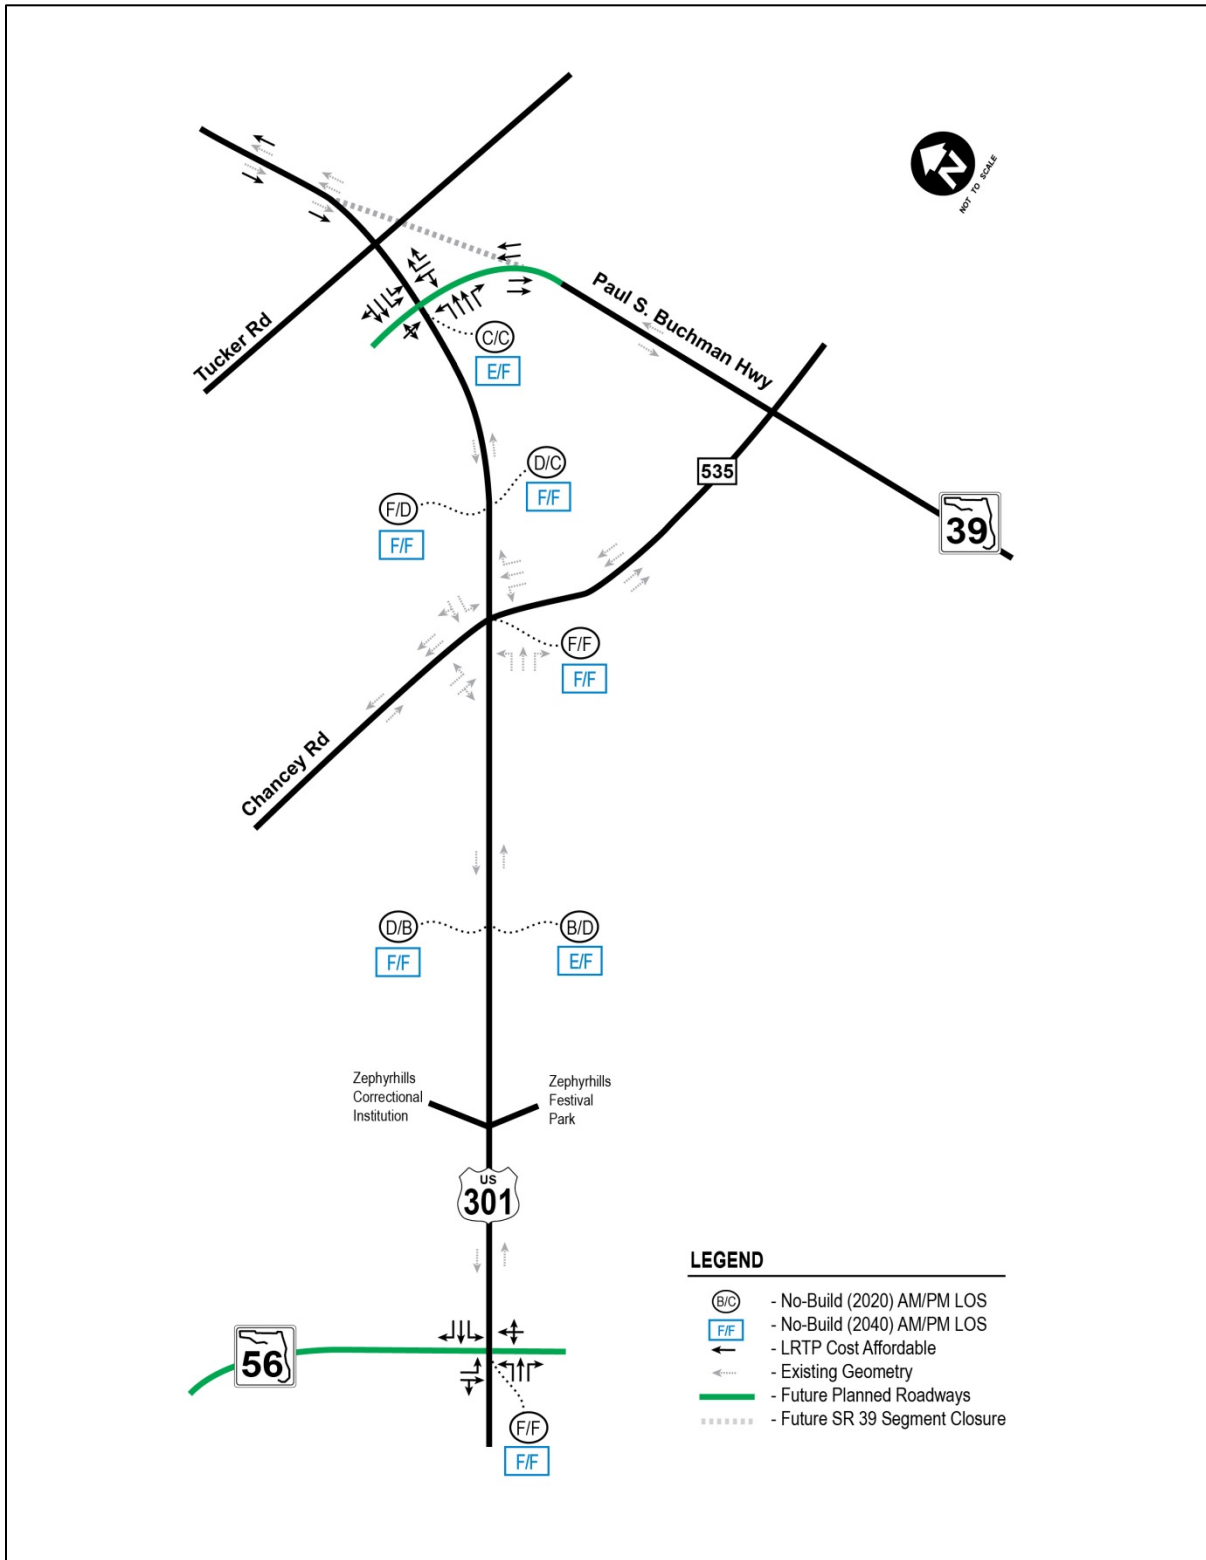 N
NOT TO SCALE
Tucker Rd
Paul S. Buchman Hwy
C/C
E/F
D/C
F/F
535
F/D
F/F
39
F/F
F/F
Chancey Rd
D/B
F/F
B/D
E/F
Zephyrhills
Correctional
Institution
Zephyrhills
Festival
Park
US
301
56
F/F
F/F
LEGEND
B/C - No-Build (2020) AM/PM LOS
F/F - No-Build (2040) AM/PM LOS
- LRTP Cost Affordable
- Existing Geometry
- Future Planned Roadways
- Future SR 39 Segment Closure